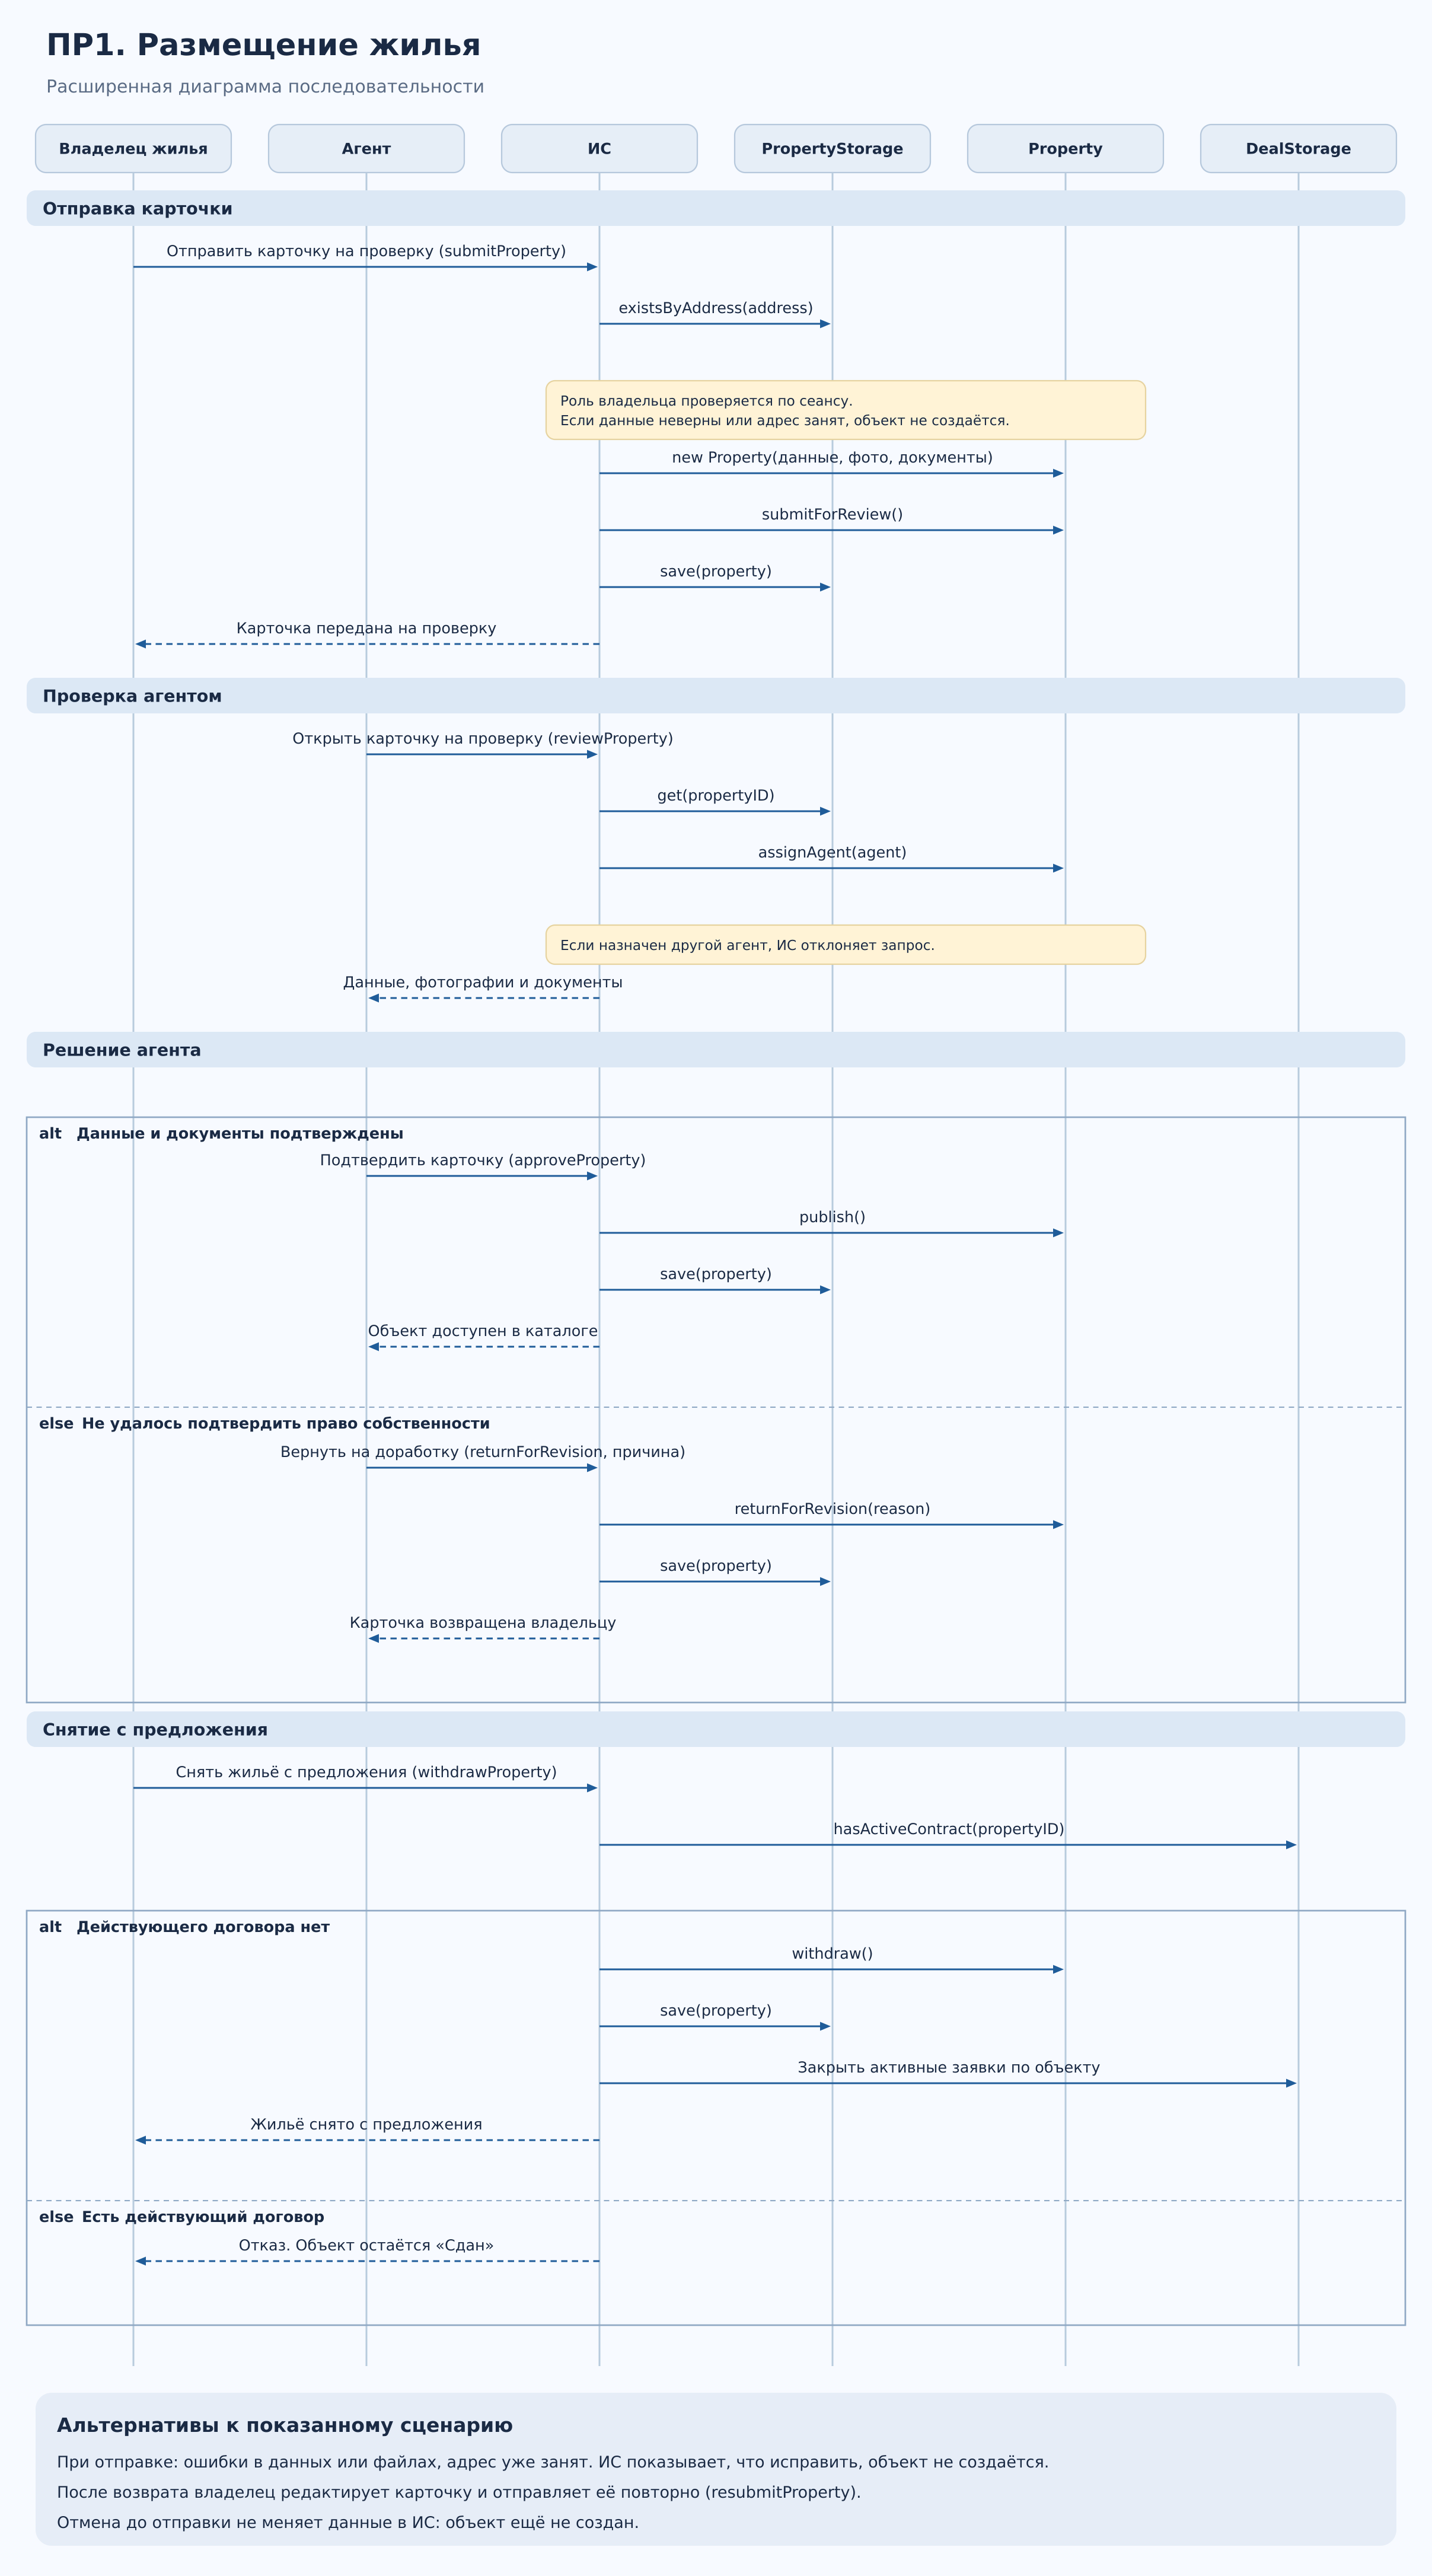 ПР1. Размещение жилья
Расширенная диаграмма последовательности
Владелец жилья
Агент
ИС
PropertyStorage
Property
DealStorage
Отправка карточки
Отправить карточку на проверку (submitProperty)
existsByAddress(address)
Роль владельца проверяется по сеансу.
Если данные неверны или адрес занят, объект не создаётся.
new Property(данные, фото, документы)
submitForReview()
save(property)
Карточка передана на проверку
Проверка агентом
Открыть карточку на проверку (reviewProperty)
get(propertyID)
assignAgent(agent)
Если назначен другой агент, ИС отклоняет запрос.
Данные, фотографии и документы
Решение агента
alt Данные и документы подтверждены
Подтвердить карточку (approveProperty)
publish()
save(property)
Объект доступен в каталоге
else Не удалось подтвердить право собственности
Вернуть на доработку (returnForRevision, причина)
returnForRevision(reason)
save(property)
Карточка возвращена владельцу
Снятие с предложения
Снять жильё с предложения (withdrawProperty)
hasActiveContract(propertyID)
alt Действующего договора нет
withdraw()
save(property)
Закрыть активные заявки по объекту
Жильё снято с предложения
else Есть действующий договор
Отказ. Объект остаётся «Сдан»
Альтернативы к показанному сценарию
При отправке: ошибки в данных или файлах, адрес уже занят. ИС показывает, что исправить, объект не создаётся.
После возврата владелец редактирует карточку и отправляет её повторно (resubmitProperty).
Отмена до отправки не меняет данные в ИС: объект ещё не создан.